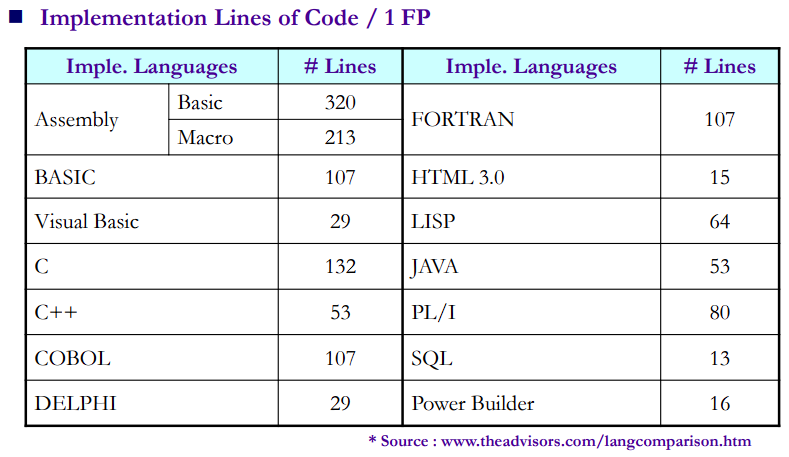 Implementation Lines of Code / 1 FP
Imple. Languages # Lines Imple. Languages # Lines
Assembly Basic 320 FORTRAN 107
Macro 213
BASIC 107 HTML 3.0 15
Visual Basic 29 LISP 64
C 132 JAVA 53
C++ 53 PL/I 80
COBOL 107 SQL 13
DELPHI 29 Power Builder 16
* Source : www.theadvisors.com/langcomparison.htm